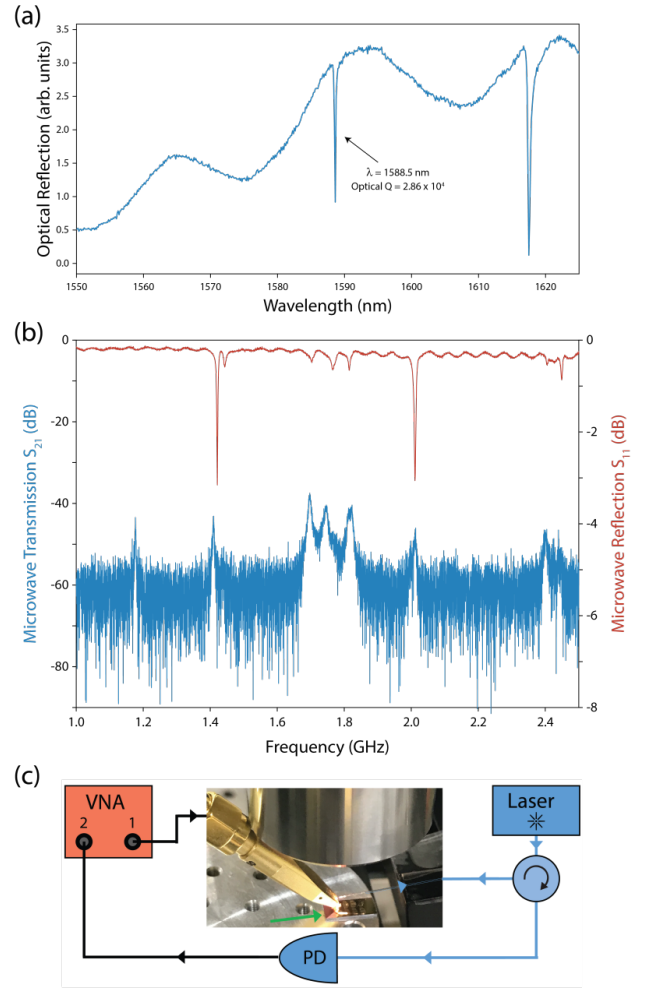 (a)
Optical Reflection (arb. units)
3.5
3.0
2.5
2.0
1.5
1.0
0.5
0.0
λ = 1588.5 nm
Optical Q = 2.86 x 10⁴
1550 1560 1570 1580 1590 1600 1610 1620
Wavelength (nm)
(b)
Microwave Transmission S₂₁ (dB)
0
-20
-40
-60
-80
0
-2
-4
-6
-8
Microwave Reflection S₁₁ (dB)
1.0 1.2 1.4 1.6 1.8 2.0 2.2 2.4
Frequency (GHz)
(c)
VNA
2 1
Laser
PD